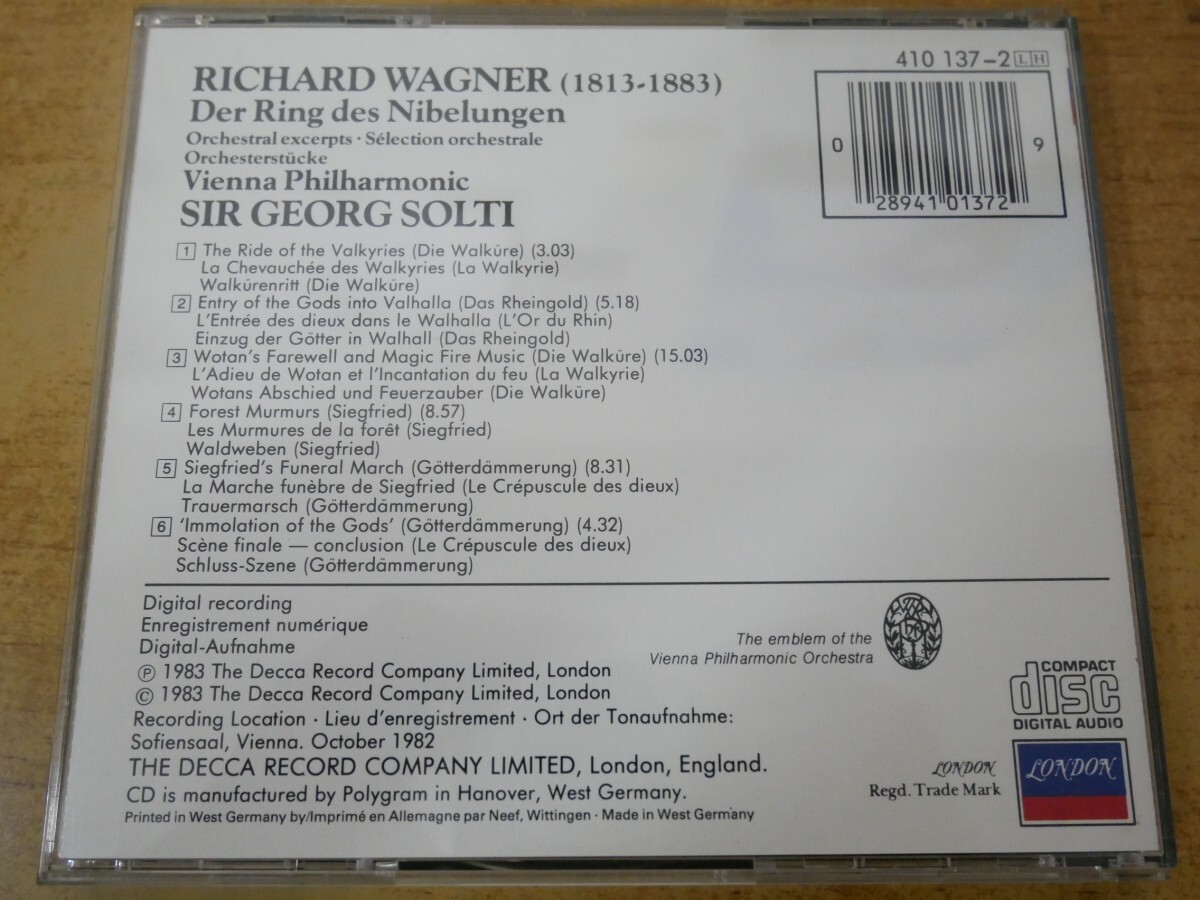 410 137-2 LH
RICHARD WAGNER (1813-1883)
Der Ring des Nibelungen
Orchestral excerpts · Sélection orchestrale
Orchesterstücke
Vienna Philharmonic
SIR GEORG SOLTI
0 28941 01372 9
1 The Ride of the Valkyries (Die Walküre) (3.03)
La Chevauchée des Walkyries (La Walkyrie)
Walkürenritt (Die Walküre)
2 Entry of the Gods into Valhalla (Das Rheingold) (5.18)
L'Entrée des dieux dans le Walhalla (L'Or du Rhin)
Einzug der Götter in Walhall (Das Rheingold)
3 Wotan's Farewell and Magic Fire Music (Die Walküre) (15.03)
L'Adieu de Wotan et l'Incantation du feu (La Walkyrie)
Wotans Abschied und Feuerzauber (Die Walküre)
4 Forest Murmurs (Siegfried) (8.57)
Les Murmures de la forêt (Siegfried)
Waldweben (Siegfried)
5 Siegfried's Funeral March (Götterdämmerung) (8.31)
La Marche funèbre de Siegfried (Le Crépuscule des dieux)
Trauermarsch (Götterdämmerung)
6 'Immolation of the Gods' (Götterdämmerung) (4.32)
Scène finale — conclusion (Le Crépuscule des dieux)
Schluss-Szene (Götterdämmerung)
Digital recording
Enregistrement numérique
Digital-Aufnahme
The emblem of the
Vienna Philharmonic Orchestra
℗ 1983 The Decca Record Company Limited, London
© 1983 The Decca Record Company Limited, London
Recording Location · Lieu d'enregistrement · Ort der Tonaufnahme:
Sofiensaal, Vienna. October 1982
THE DECCA RECORD COMPANY LIMITED, London, England.
CD is manufactured by Polygram in Hanover, West Germany.
Printed in West Germany by/Imprimé en Allemagne par Neef, Wittingen · Made in West Germany
COMPACT
disc
DIGITAL AUDIO
LONDON
Regd. Trade Mark
LONDON